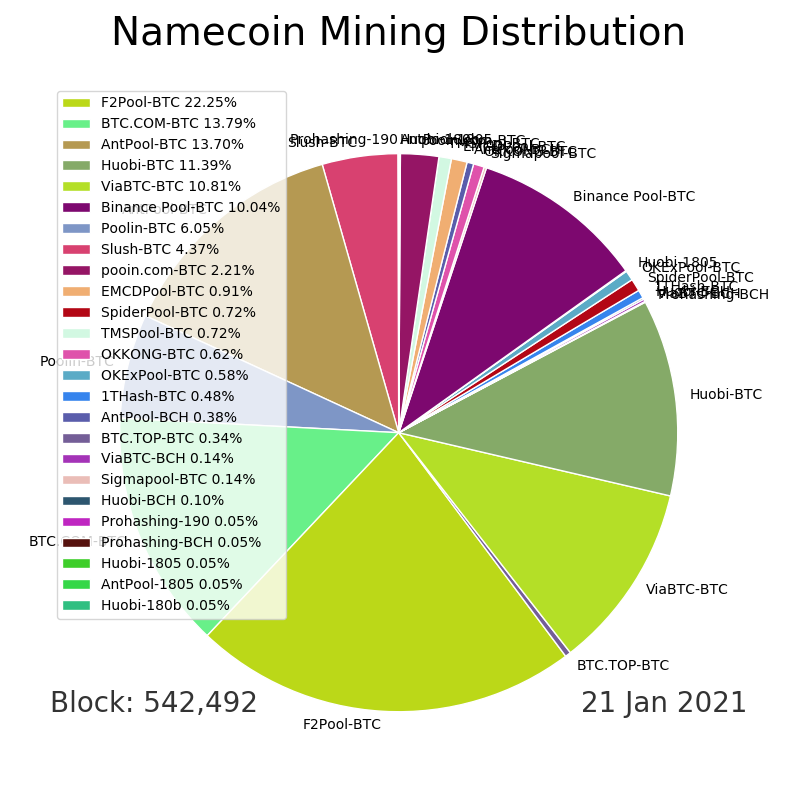 Namecoin Mining Distribution
F2Pool-BTC 22.25%
BTC.COM-BTC 13.79%
AntPool-BTC 13.70%
Huobi-BTC 11.39%
ViaBTC-BTC 10.81%
Binance Pool-BTC 10.04%
Poolin-BTC 6.05%
Slush-BTC 4.37%
pooin.com-BTC 2.21%
EMCDPool-BTC 0.91%
SpiderPool-BTC 0.72%
TMSPool-BTC 0.72%
OKKONG-BTC 0.62%
OKExPool-BTC 0.58%
1THash-BTC 0.48%
AntPool-BCH 0.38%
BTC.TOP-BTC 0.34%
ViaBTC-BCH 0.14%
Sigmapool-BTC 0.14%
Huobi-BCH 0.10%
Prohashing-190 0.05%
Prohashing-BCH 0.05%
Huobi-1805 0.05%
AntPool-1805 0.05%
Huobi-180b 0.05%
Prohashing-190
Slush-BTC
Sigmapool-BTC
Binance Pool-BTC
Huobi-1805
OKExPool-BTC
SpiderPool-BTC
1THash-BTC
Prohashing-BCH
Huobi-BTC
ViaBTC-BTC
BTC.TOP-BTC
F2Pool-BTC
Poolin-BTC
Block: 542,492
21 Jan 2021